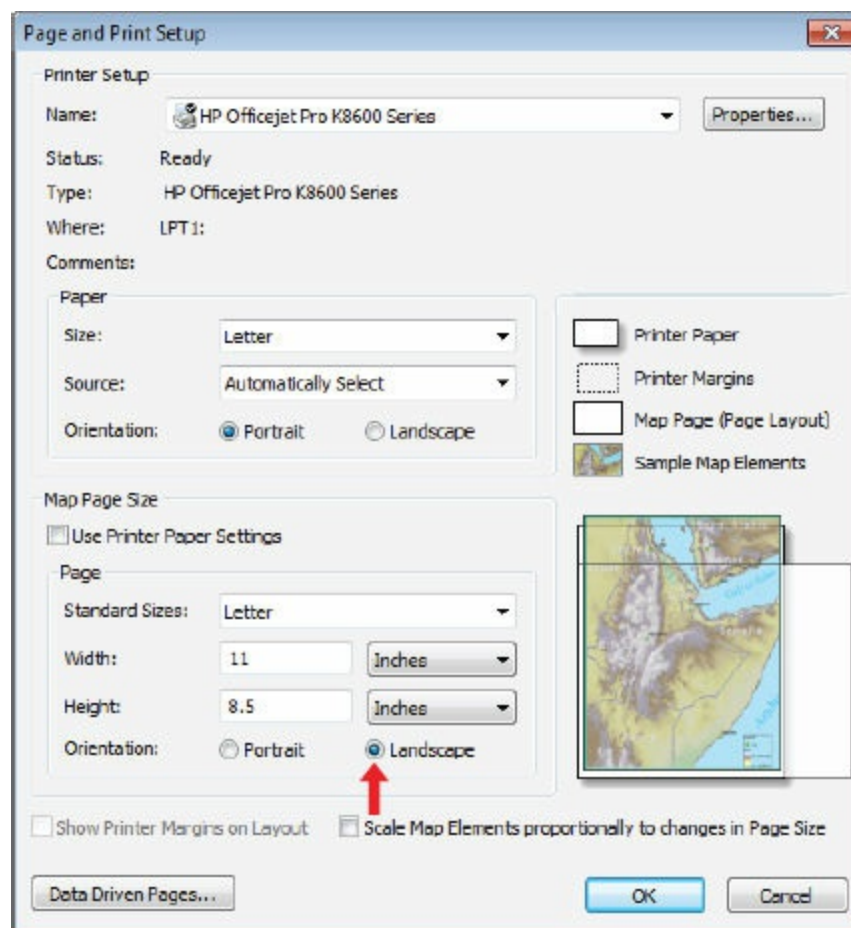 Page and Print Setup
Printer Setup
Name: HP Officejet Pro K8600 Series Properties...
Status: Ready
Type: HP Officejet Pro K8600 Series
Where: LPT1:
Comments:
Paper
Size: Letter
Source: Automatically Select
Orientation: Portrait Landscape
Printer Paper
Printer Margins
Map Page (Page Layout)
Sample Map Elements
Map Page Size
Use Printer Paper Settings
Page
Standard Sizes: Letter
Width: 11 Inches
Height: 8.5 Inches
Orientation: Portrait Landscape
Somalia
Show Printer Margins on Layout Scale Map Elements proportionally to changes in Page Size
Data Driven Pages... OK Cancel